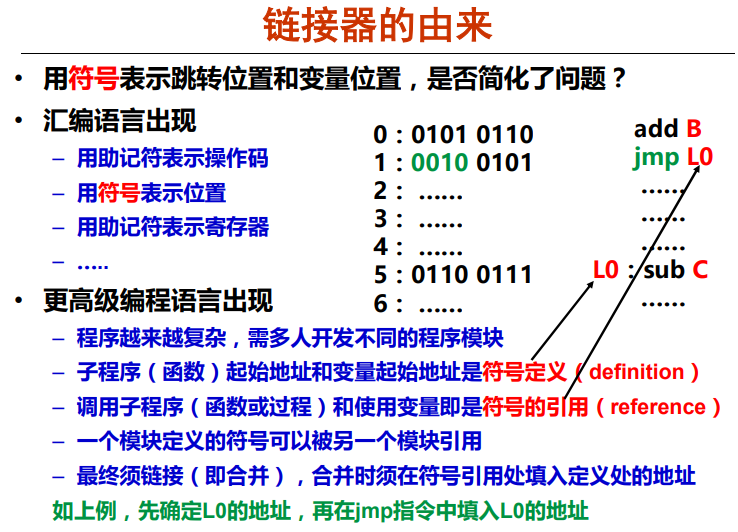 链接器的由来
• 用符号表示跳转位置和变量位置，是否简化了问题？
• 汇编语言出现
– 用助记符表示操作码
– 用符号表示位置
– 用助记符表示寄存器
– …..
0：0101 0110
1：0010 0101
2： ……
3： ……
4： ……
5：0110 0111
6： ……
add B
jmp L0
……
……
……
L0：sub C
……
• 更高级编程语言出现
– 程序越来越复杂，需多人开发不同的程序模块
– 子程序（函数）起始地址和变量起始地址是符号定义（definition）
– 调用子程序（函数或过程）和使用变量即是符号的引用（reference）
– 一个模块定义的符号可以被另一个模块引用
– 最终须链接（即合并），合并时须在符号引用处填入定义处的地址
如上例，先确定L0的地址，再在jmp指令中填入L0的地址